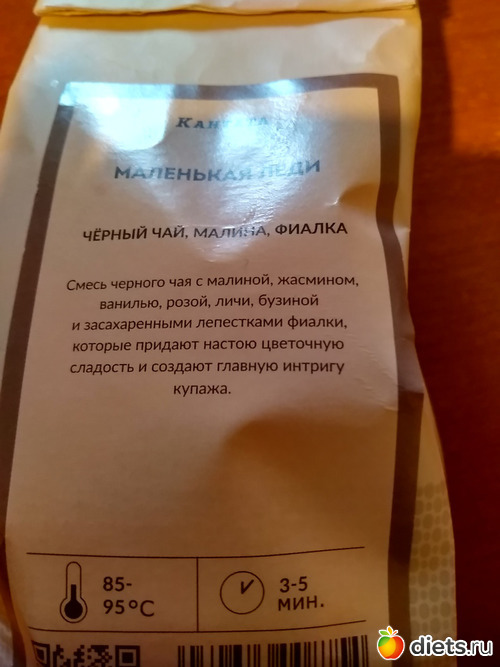 МАЛЕНЬКАЯ ЛЕДИ
ЧЁРНЫЙ ЧАЙ, МАЛИНА, ФИАЛКА
Смесь черного чая с малиной, жасмином,
ванилью, розой, личи, бузиной
и засахаренными лепестками фиалки,
которые придают настою цветочную
сладость и создают главную интригу
купажа.
85-
95°C
3-5
МИН.
diets.ru